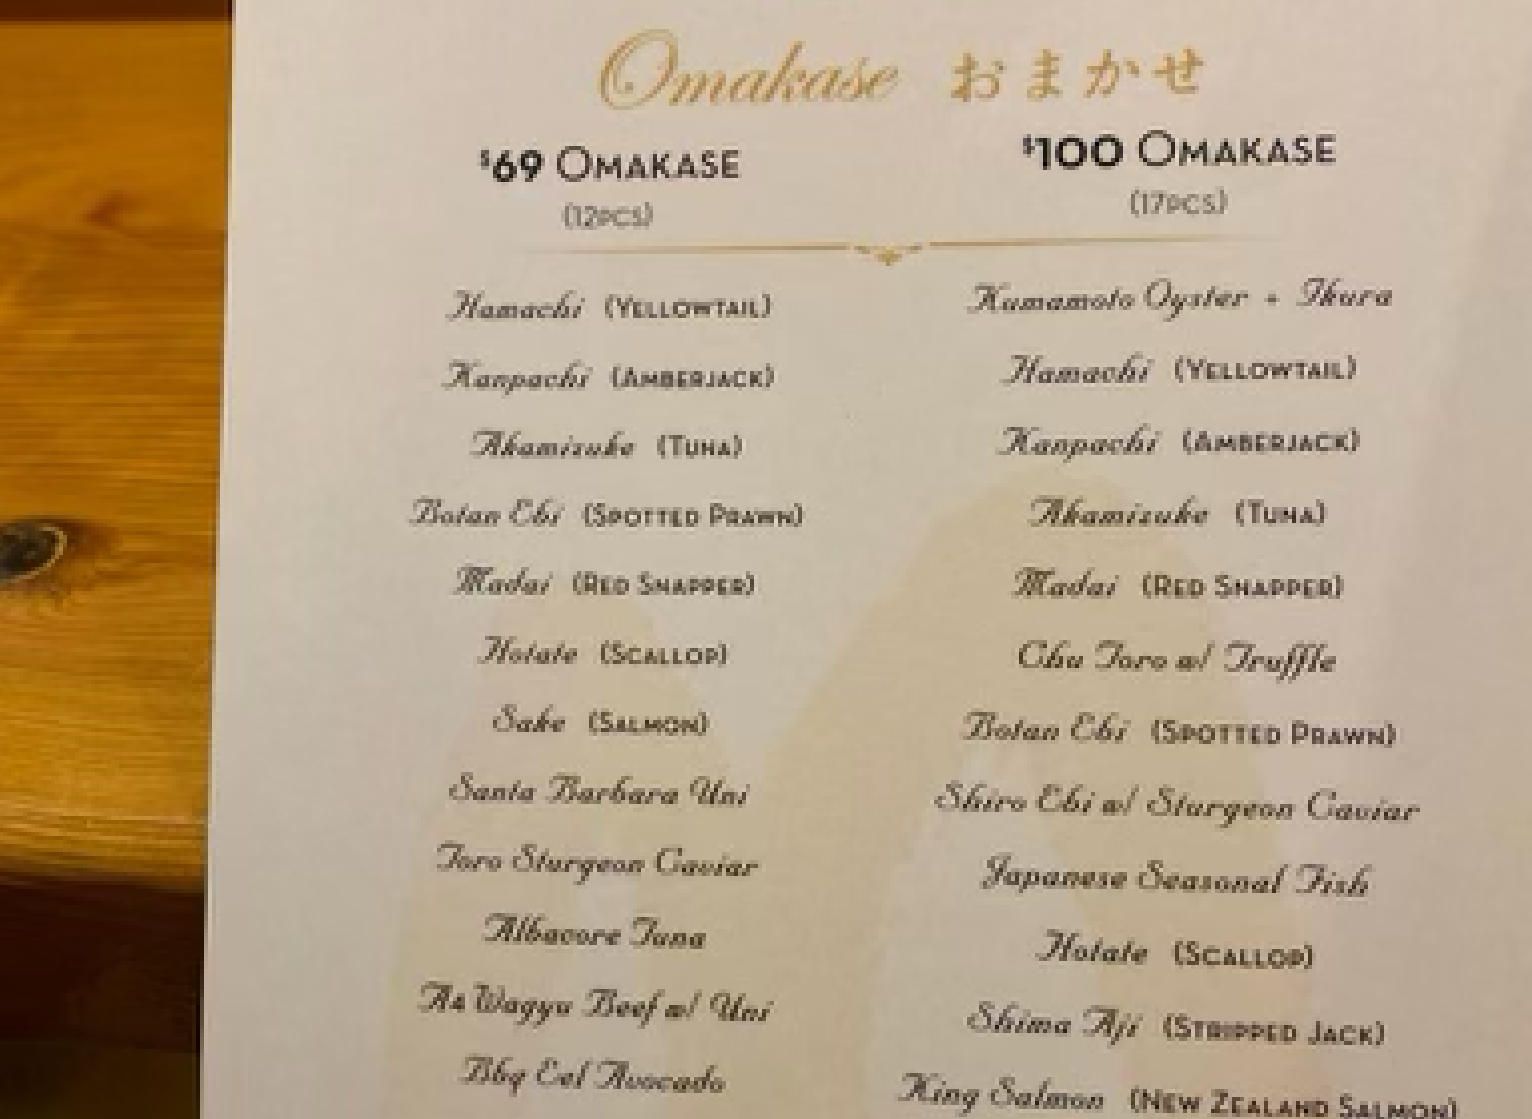 Omakase おまかせ
$69 OMAKASE
(12PCS)
Hamachi (YELLOWTAIL)
Kanpachi (AMBERJACK)
Akamizuke (TUNA)
Botan Ebi (SPOTTED PRAWN)
Madai (RED SNAPPER)
Hotate (SCALLOP)
Sake (SALMON)
Santa Barbara Uni
Toro Sturgeon Caviar
Albacore Tuna
A4 Wagyu Beef w/ Uni
Bbq Eel Avocado
$100 OMAKASE
(17PCS)
Kumamoto Oyster + Ikura
Hamachi (YELLOWTAIL)
Kanpachi (AMBERJACK)
Akamizuke (TUNA)
Madai (RED SNAPPER)
Chu Toro w/ Truffle
Botan Ebi (SPOTTED PRAWN)
Shiro Ebi w/ Sturgeon Caviar
Japanese Seasonal Fish
Hotate (SCALLOP)
Shima Aji (STRIPPED JACK)
King Salmon (NEW ZEALAND SALMON)